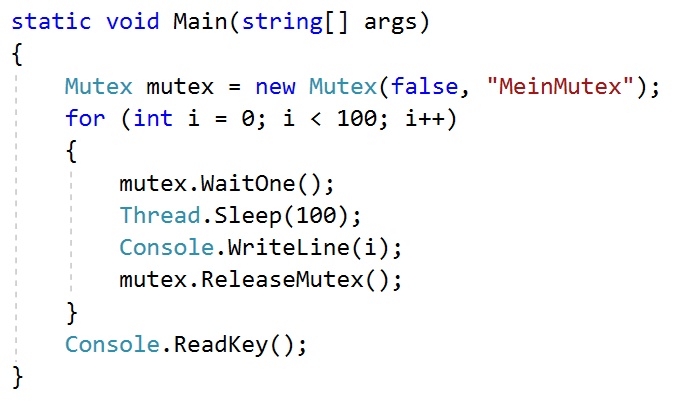 static void Main(string[] args)
{
    Mutex mutex = new Mutex(false, "MeinMutex");
    for (int i = 0; i < 100; i++)
    {
        mutex.WaitOne();
        Thread.Sleep(100);
        Console.WriteLine(i);
        mutex.ReleaseMutex();
    }
    Console.ReadKey();
}